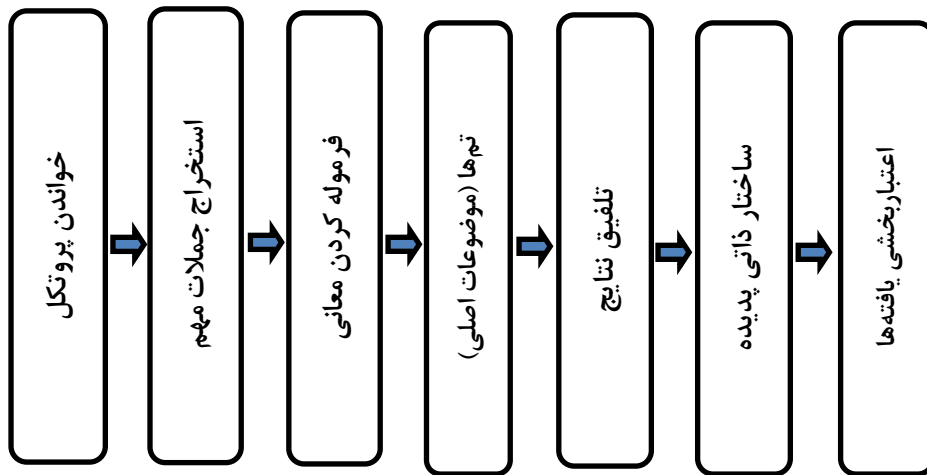 خواندن پروتکل
استخراج جملات مهم
فرموله کردن معانی
تم‌ها (موضوعات اصلی)
تلفیق نتایج
ساختار ذاتی پدیده
اعتباربخشی یافته‌ها